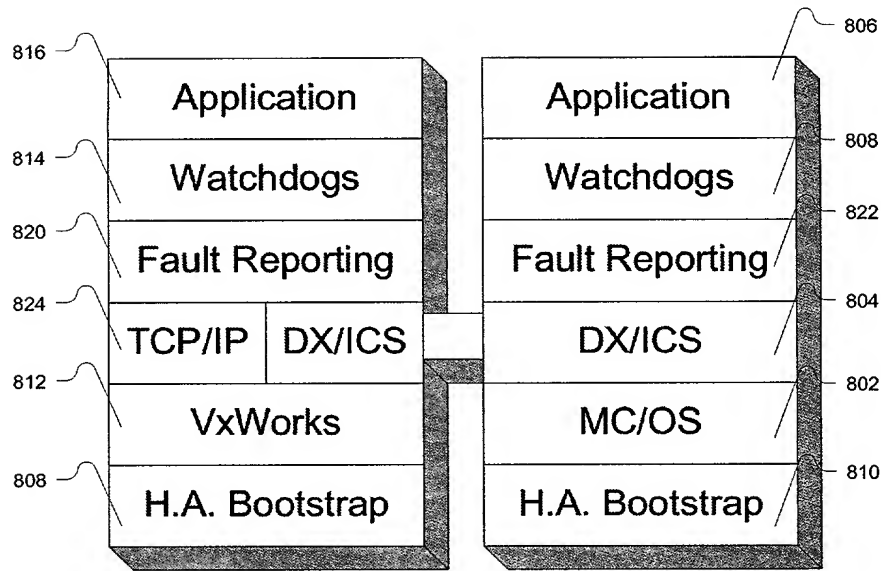 816
Application
814
Watchdogs
820
Fault Reporting
824
TCP/IP
DX/ICS
812
VxWorks
808
H.A. Bootstrap
806
Application
808
Watchdogs
822
Fault Reporting
804
DX/ICS
802
MC/OS
810
H.A. Bootstrap